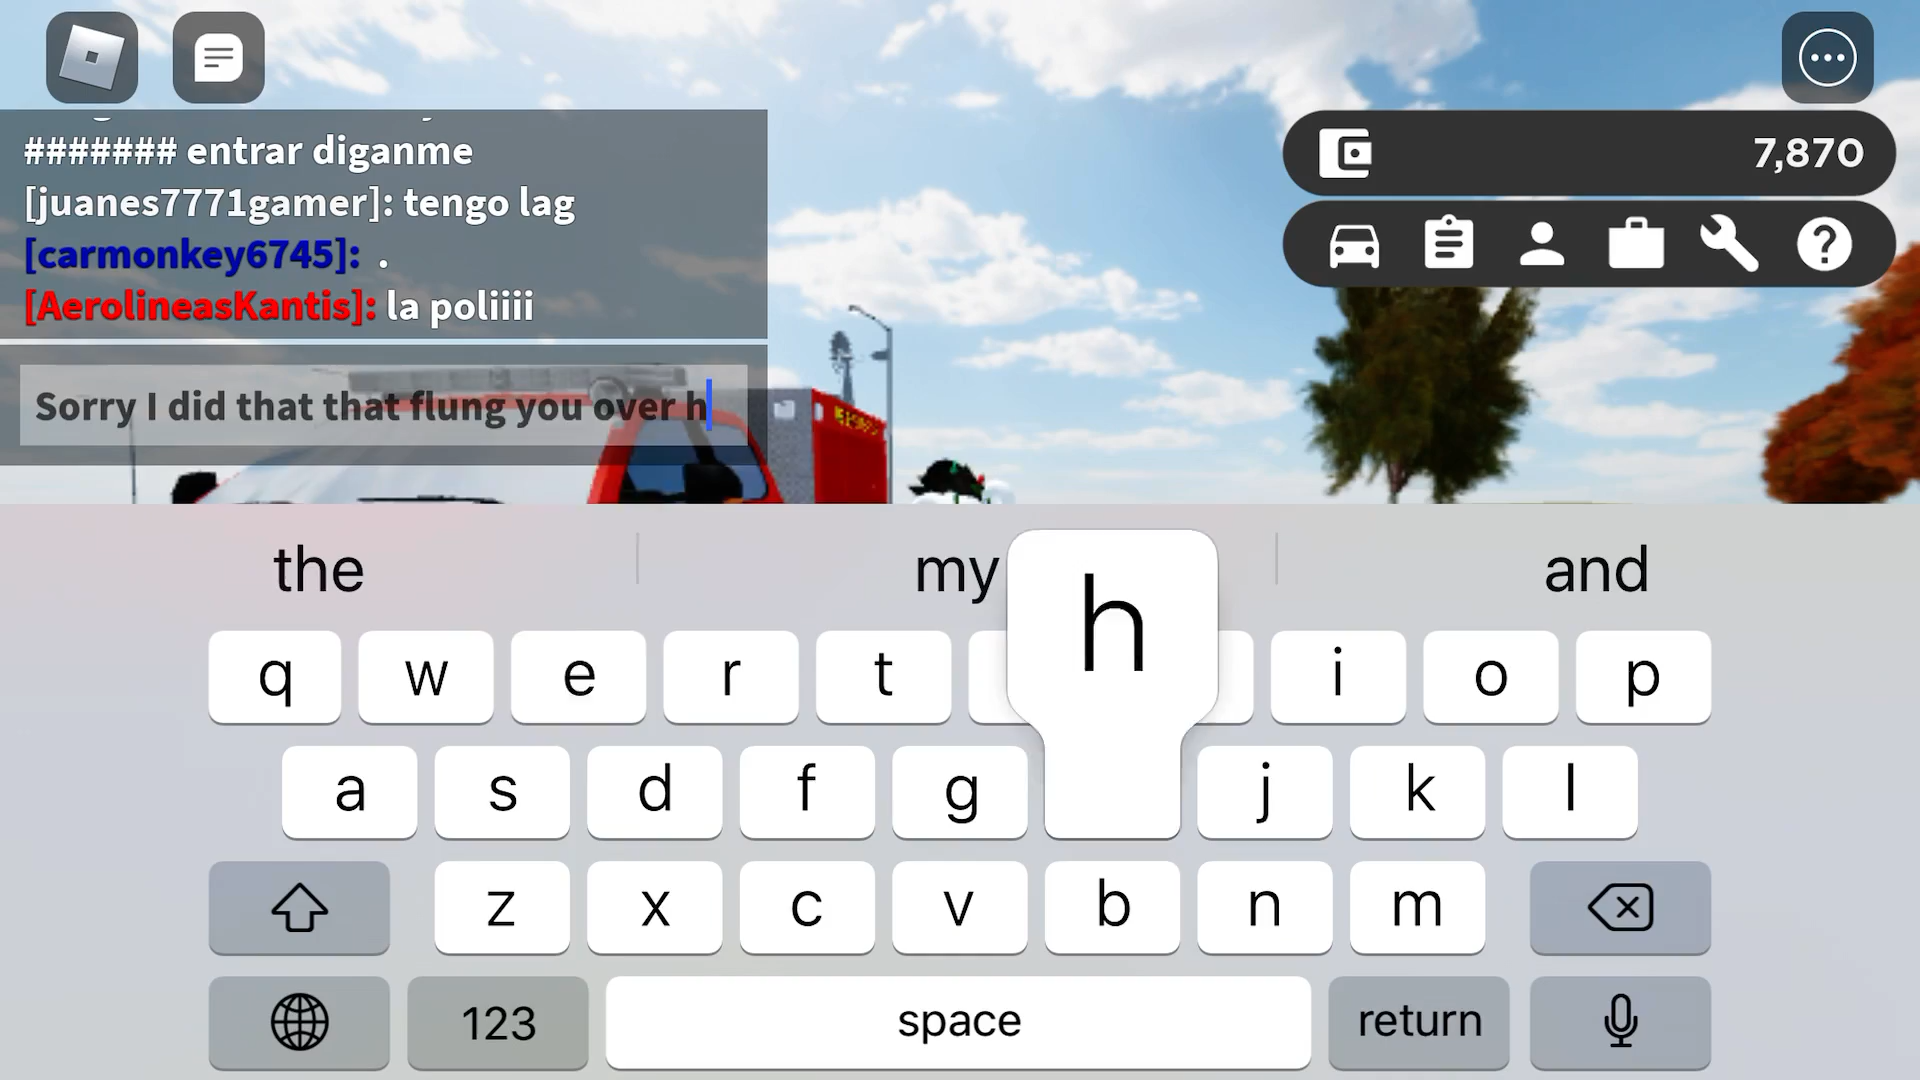 ####### entrar diganme
[juanes7771gamer]: tengo lag
[carmonkey6745]: .
[AerolineasKantis]: la poliiii
Sorry I did that that flung you over h
7,870
the my and
h
q w e r t i o p
a s d f g j k l
z x c v b n m
123 space return